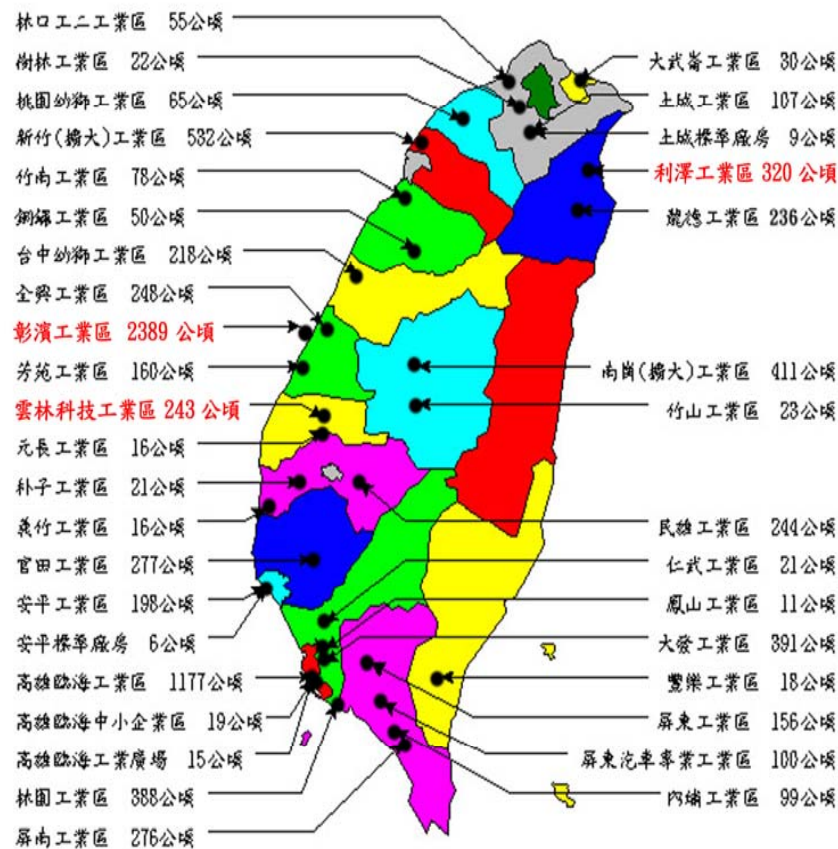 林口工二工業區 55公頃
樹林工業區 22公頃
桃園幼獅工業區 65公頃
新竹(擴大)工業區 532公頃
竹南工業區 78公頃
銅鑼工業區 50公頃
台中幼獅工業區 218公頃
全興工業區 248公頃
彰濱工業區 2389 公頃
芳苑工業區 160公頃
雲林科技工業區 243 公頃
元長工業區 16公頃
朴子工業區 21公頃
義竹工業區 16公頃
官田工業區 277公頃
安平工業區 198公頃
安平標準廠房 6公頃
高雄臨海工業區 1177公頃
高雄臨海中小企業區 19公頃
高雄臨海工業廣場 15公頃
林園工業區 388公頃
屏南工業區 276公頃
大武崙工業區 30公頃
土城工業區 107公頃
土城標準廠房 9公頃
利澤工業區 320 公頃
龍德工業區 236公頃
南崗(擴大)工業區 411公頃
竹山工業區 23公頃
民雄工業區 244公頃
仁武工業區 21公頃
鳳山工業區 11公頃
大發工業區 391公頃
豐樂工業區 18公頃
屏東工業區 156公頃
屏東汽車專業工業區 100公頃
內埔工業區 99公頃